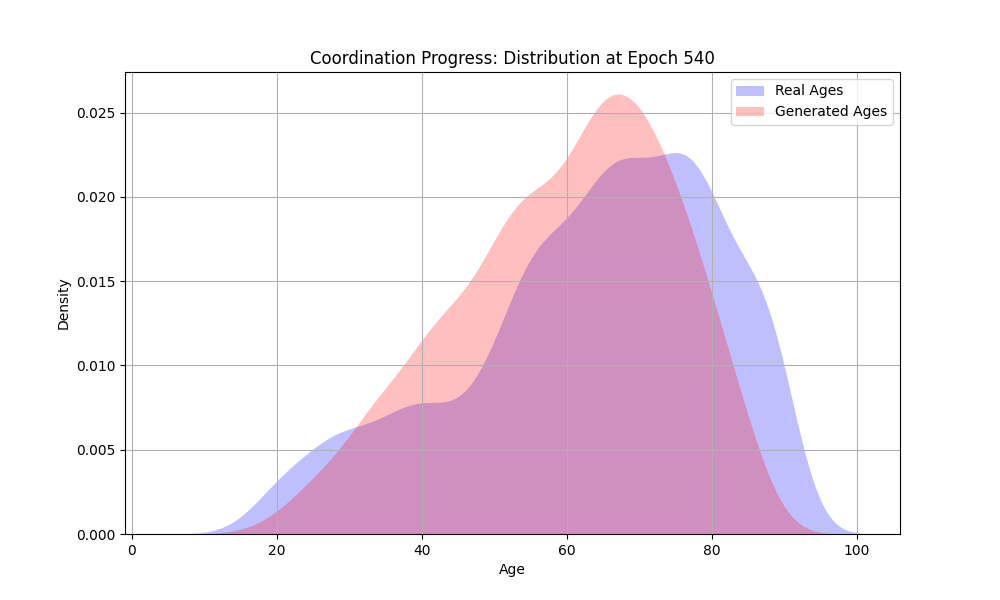 Coordination Progress: Distribution at Epoch 540
Real Ages
Generated Ages
0.025
0.020
0.015
0.010
0.005
0.000
Density
0 20 40 60 80 100
Age